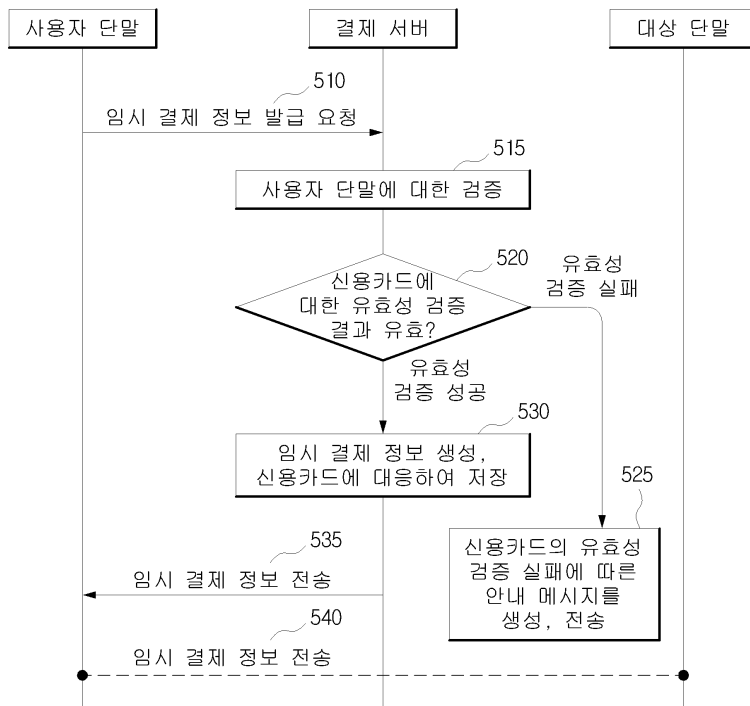 사용자 단말
결제 서버
대상 단말
510
임시 결제 정보 발급 요청
515
사용자 단말에 대한 검증
520
신용카드에
대한 유효성 검증
결과 유효?
유효성
검증 실패
유효성
검증 성공
530
임시 결제 정보 생성,
신용카드에 대응하여 저장
525
신용카드의 유효성
검증 실패에 따른
안내 메시지를
생성, 전송
535
임시 결제 정보 전송
540
임시 결제 정보 전송